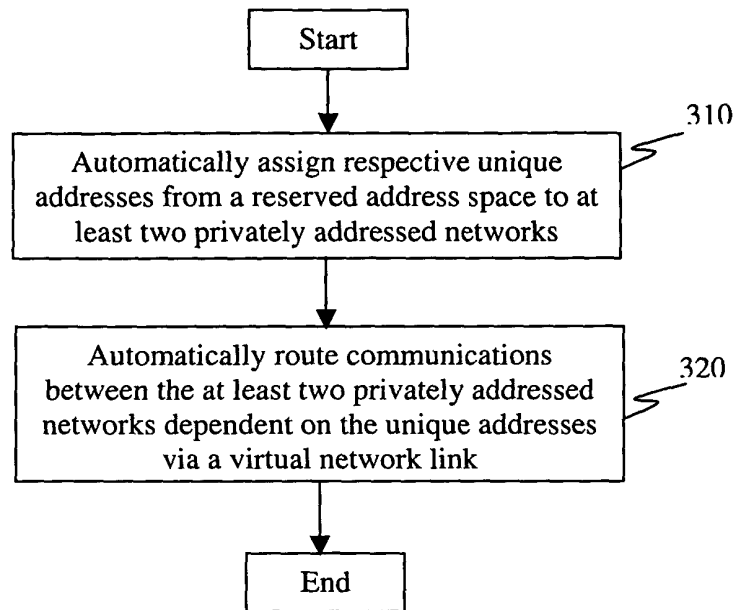 Start
310
Automatically assign respective unique
addresses from a reserved address space to at
least two privately addressed networks
Automatically route communications
between the at least two privately addressed
networks dependent on the unique addresses
via a virtual network link
320
End